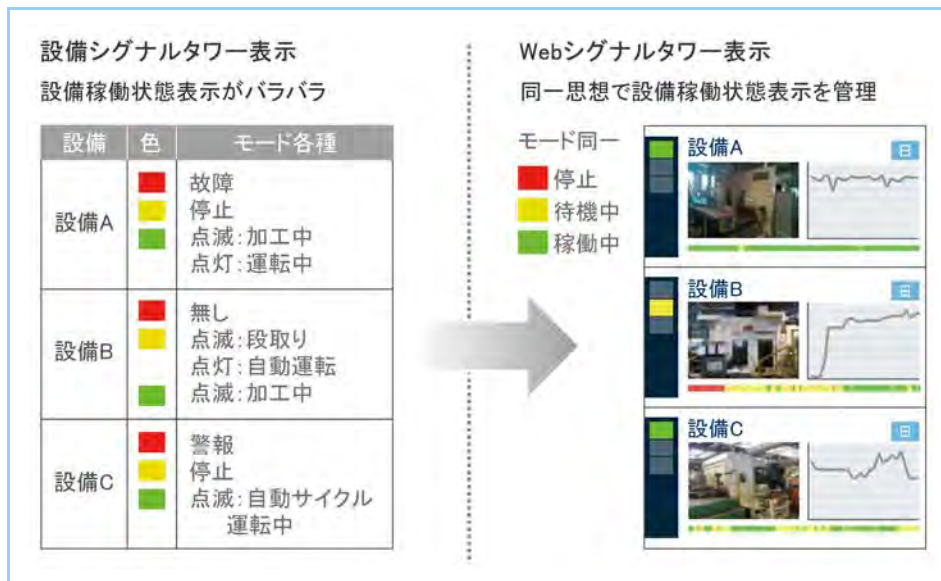 設備シグナルタワー表示
設備稼働状態表示がバラバラ
設備 色 モード各種
設備A
故障
停止
点滅:加工中
点灯:運転中
設備B
無し
点滅:段取り
点灯:自動運転
点滅:加工中
設備C
警報
停止
点滅:自動サイクル
運転中
Webシグナルタワー表示
同一思想で設備稼働状態表示を管理
モード同一
停止
待機中
稼働中
設備A
日
設備B
日
設備C
日